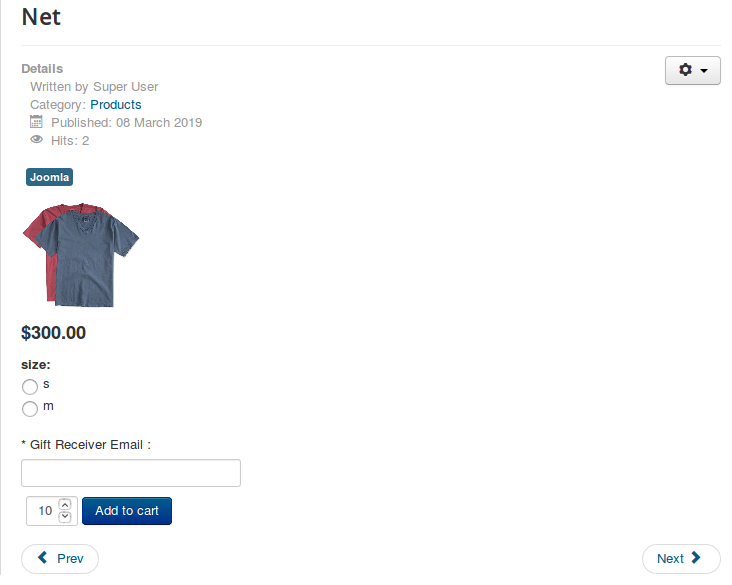 Net
Details
Written by Super User
Category: Products
Published: 08 March 2019
Hits: 2
Joomla
$300.00
size:
s
m
* Gift Receiver Email :
10 Add to cart
Prev Next